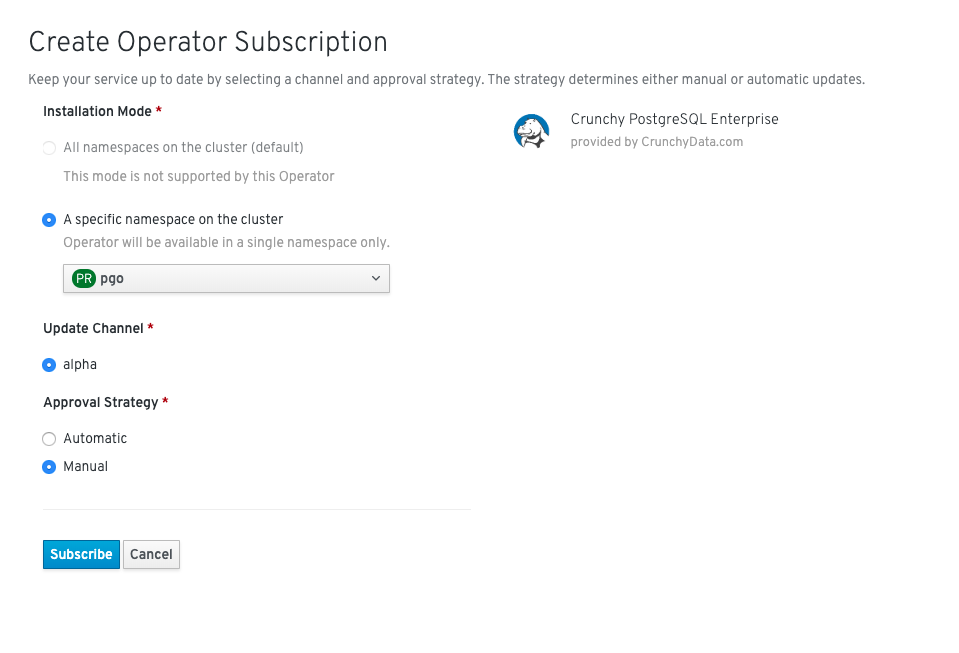 Create Operator Subscription
Keep your service up to date by selecting a channel and approval strategy. The strategy determines either manual or automatic updates.
Installation Mode *
All namespaces on the cluster (default)
This mode is not supported by this Operator
A specific namespace on the cluster
Operator will be available in a single namespace only.
PR pgo
Update Channel *
alpha
Approval Strategy *
Automatic
Manual
Subscribe Cancel
Crunchy PostgreSQL Enterprise
provided by CrunchyData.com